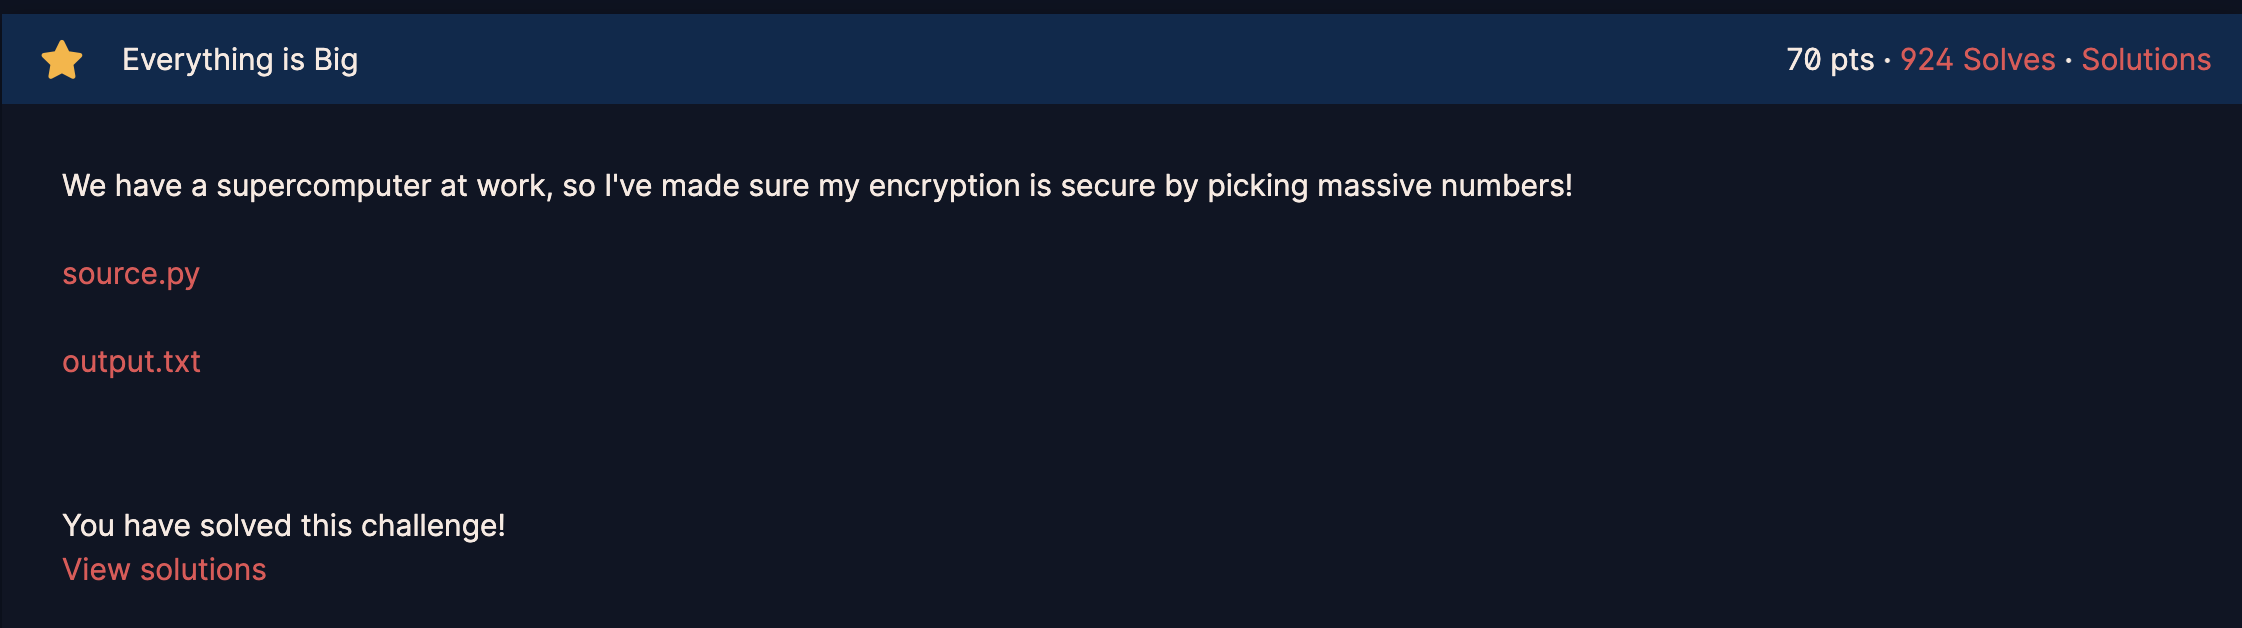 Everything is Big
70 pts · 924 Solves · Solutions
We have a supercomputer at work, so I've made sure my encryption is secure by picking massive numbers!
source.py
output.txt
You have solved this challenge!
View solutions